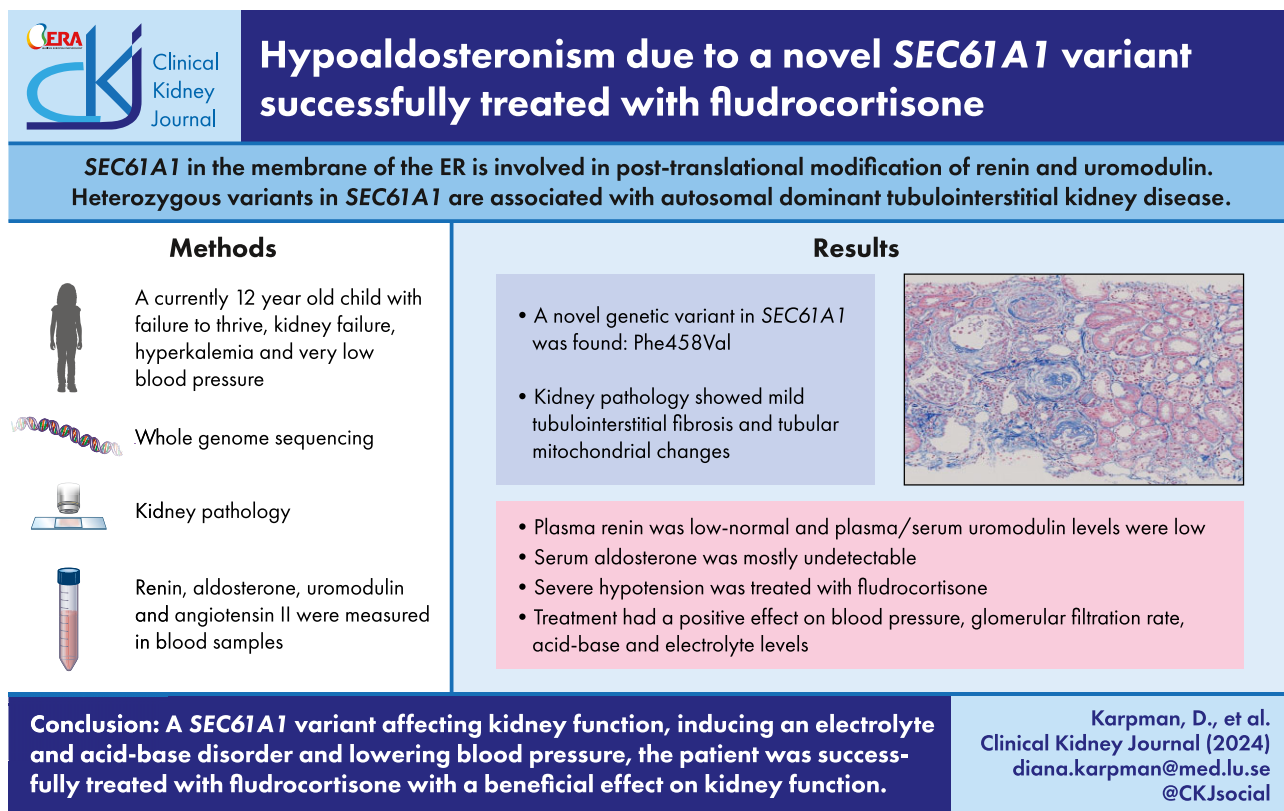 ERA
Clinical
Kidney
Journal
Hypoaldosteronism due to a novel SEC61A1 variant
successfully treated with fludrocortisone
SEC61A1 in the membrane of the ER is involved in post-translational modification of renin and uromodulin.
Heterozygous variants in SEC61A1 are associated with autosomal dominant tubulointerstitial kidney disease.
Methods
A currently 12 year old child with
failure to thrive, kidney failure,
hyperkalemia and very low
blood pressure
Whole genome sequencing
Kidney pathology
Renin, aldosterone, uromodulin
and angiotensin II were measured
in blood samples
Results
• A novel genetic variant in SEC61A1
was found: Phe458Val
• Kidney pathology showed mild
tubulointerstitial fibrosis and tubular
mitochondrial changes
• Plasma renin was low-normal and plasma/serum uromodulin levels were low
• Serum aldosterone was mostly undetectable
• Severe hypotension was treated with fludrocortisone
• Treatment had a positive effect on blood pressure, glomerular filtration rate,
acid-base and electrolyte levels
Conclusion: A SEC61A1 variant affecting kidney function, inducing an electrolyte
and acid-base disorder and lowering blood pressure, the patient was success-
fully treated with fludrocortisone with a beneficial effect on kidney function.
Karpman, D., et al.
Clinical Kidney Journal (2024)
diana.karpman@med.lu.se
@CKJsocial